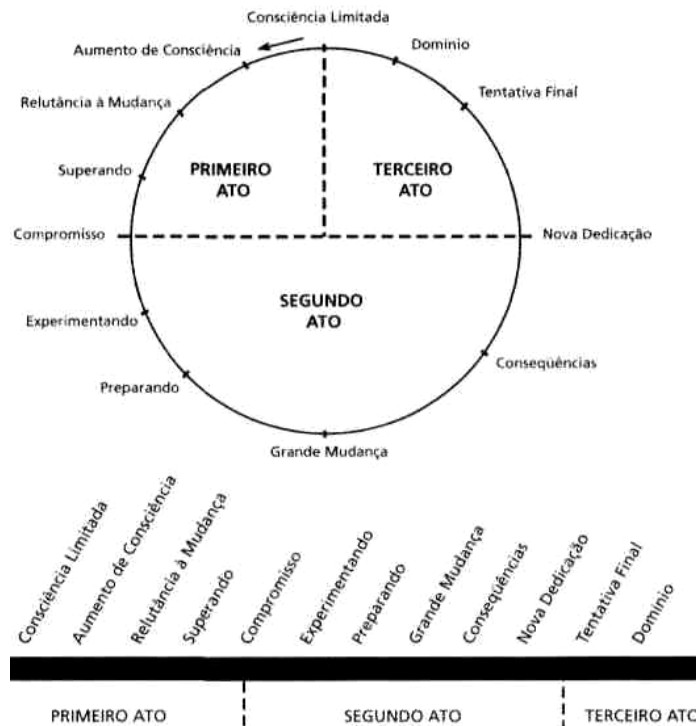 Consciência Limitada
Aumento de Consciência
Domínio
Relutância à Mudança
Tentativa Final
Superando
PRIMEIRO
ATO
TERCEIRO
ATO
Compromisso
Nova Dedicação
SEGUNDO
ATO
Experimentando
Conseqüências
Preparando
Grande Mudança
Consciência Limitada
Aumento de Consciência
Relutância à Mudança
Superando
Compromisso
Experimentando
Preparando
Grande Mudança
Conseqüências
Nova Dedicação
Tentativa Final
Domínio
PRIMEIRO ATO
SEGUNDO ATO
TERCEIRO ATO